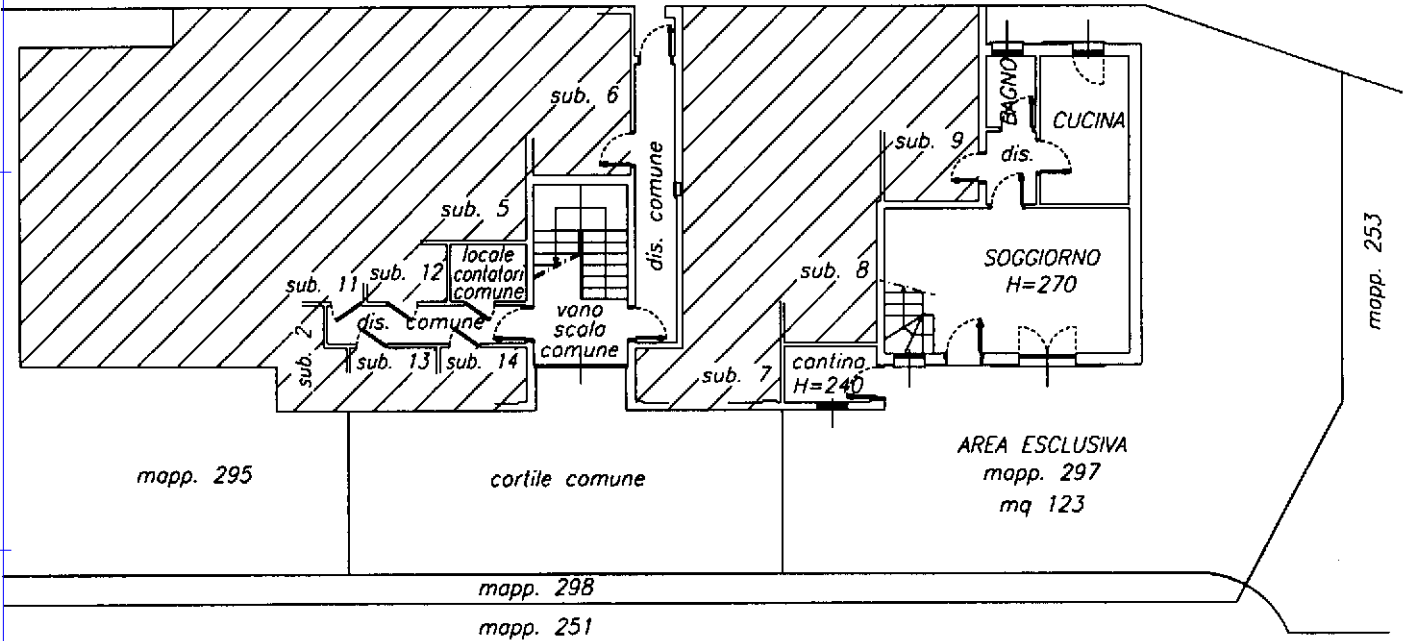 sub. 6
BAGNO
CUCINA
sub. 9
dis.
dis. comune
sub. 5
locale
contatori
comune
SOGGIORNO
H=270
sub. 8
sub. 11
sub. 12
dis. comune
vano
scala
comune
sub. 2
sub. 13
sub. 14
sub. 7
cantina
H=240
mapp. 253
mapp. 295
cortile comune
AREA ESCLUSIVA
mapp. 297
mq 123
mapp. 298
mapp. 251